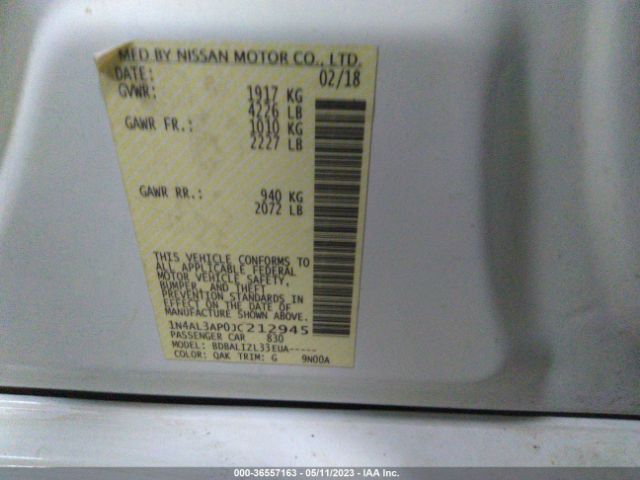 MFD BY NISSAN MOTOR CO., LTD.
DATE: 02/18
GVWR: 1917 KG
4226 LB
GAWR FR.: 1010 KG
2227 LB
GAWR RR.: 940 KG
2072 LB
THIS VEHICLE CONFORMS TO
ALL APPLICABLE FEDERAL
MOTOR VEHICLE SAFETY,
BUMPER, AND THEFT
PREVENTION STANDARDS IN
EFFECT ON THE DATE OF
MANUFACTURE SHOWN ABOVE.
1N4AL3AP0JC212945
PASSENGER CAR 830
MODEL: BDBALIZL33EUA-----
COLOR: QAK TRIM: G 9N00A
000-36557163 - 05/11/2023 - IAA Inc.